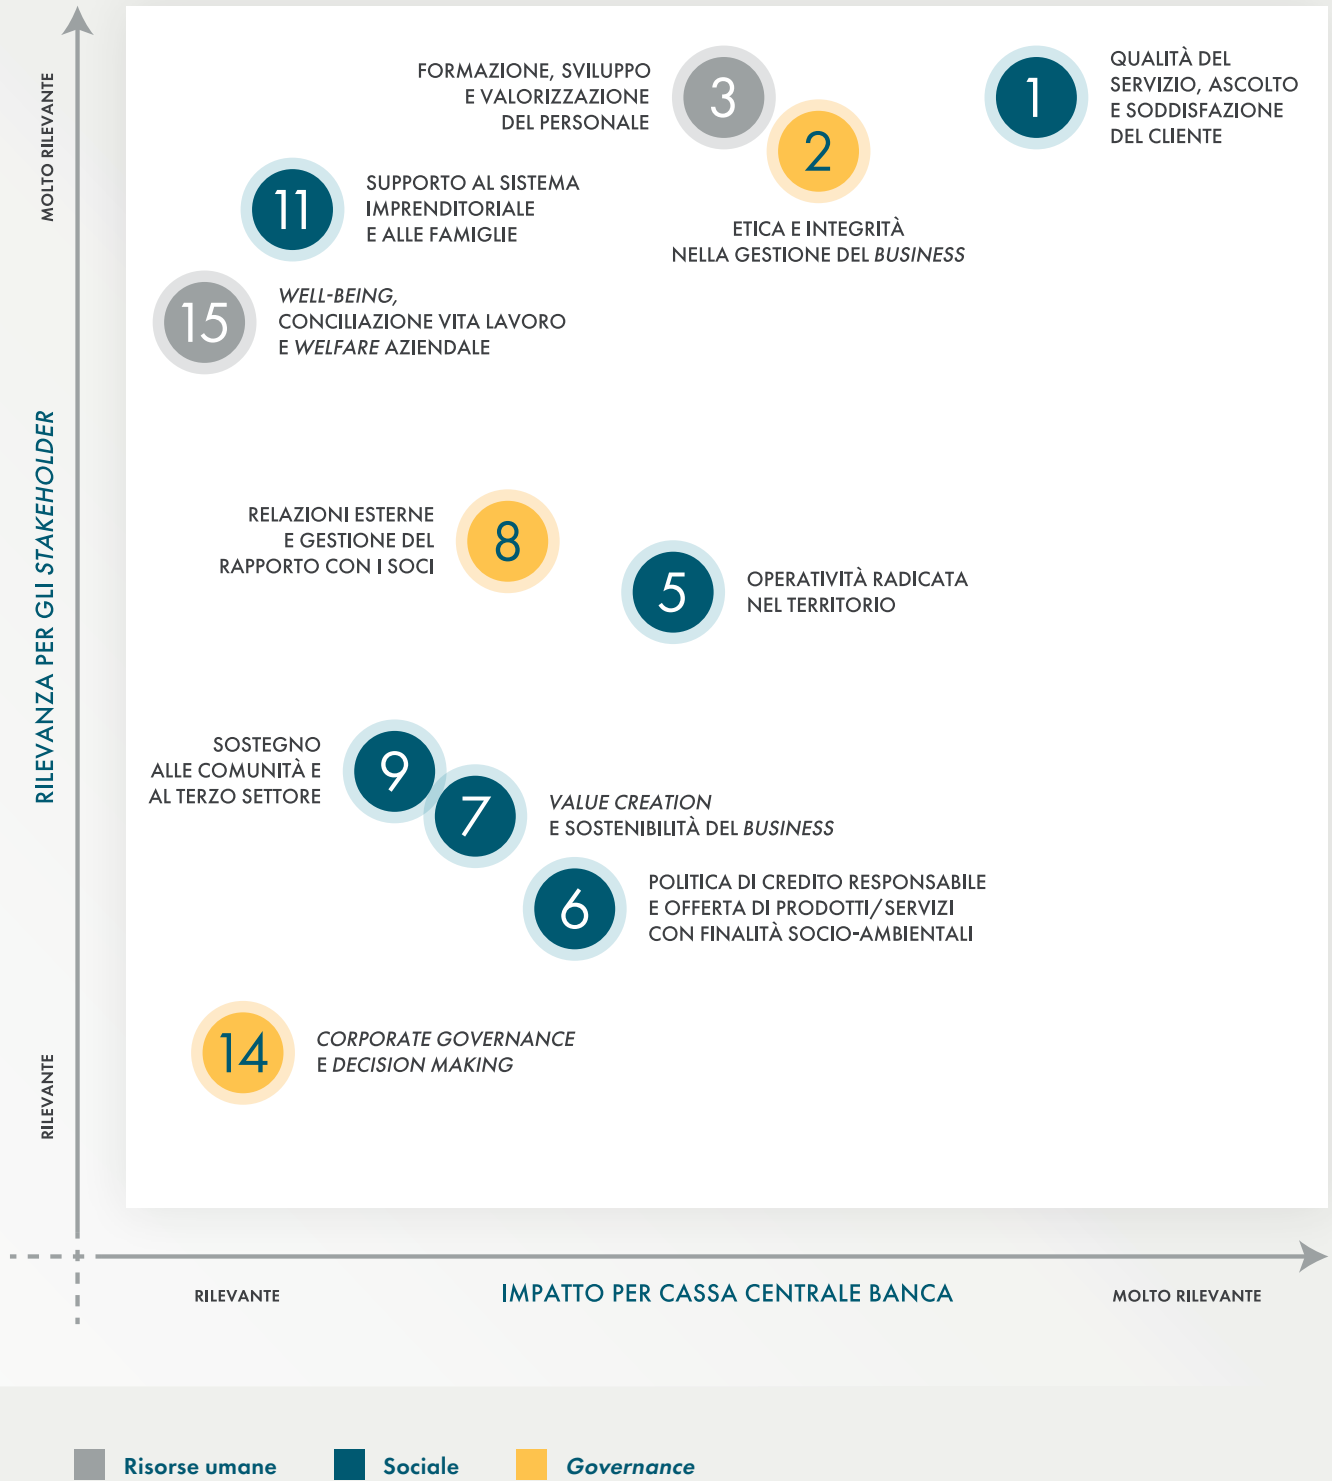 MOLTO RILEVANTE
RILEVANZA PER GLI STAKEHOLDER
RILEVANTE
FORMAZIONE, SVILUPPO
E VALORIZZAZIONE
DEL PERSONALE
3
2
ETICA E INTEGRITÀ
NELLA GESTIONE DEL BUSINESS
1
QUALITÀ DEL
SERVIZIO, ASCOLTO
E SODDISFAZIONE
DEL CLIENTE
11
SUPPORTO AL SISTEMA
IMPRENDITORIALE
E ALLE FAMIGLIE
15
WELL-BEING,
CONCILIAZIONE VITA LAVORO
E WELFARE AZIENDALE
RELAZIONI ESTERNE
E GESTIONE DEL
RAPPORTO CON I SOCI
8
5
OPERATIVITÀ RADICATA
NEL TERRITORIO
SOSTEGNO
ALLE COMUNITÀ E
AL TERZO SETTORE
9
7
VALUE CREATION
E SOSTENIBILITÀ DEL BUSINESS
6
POLITICA DI CREDITO RESPONSABILE
E OFFERTA DI PRODOTTI/SERVIZI
CON FINALITÀ SOCIO-AMBIENTALI
14
CORPORATE GOVERNANCE
E DECISION MAKING
RILEVANTE
IMPATTO PER CASSA CENTRALE BANCA
MOLTO RILEVANTE
Risorse umane
Sociale
Governance